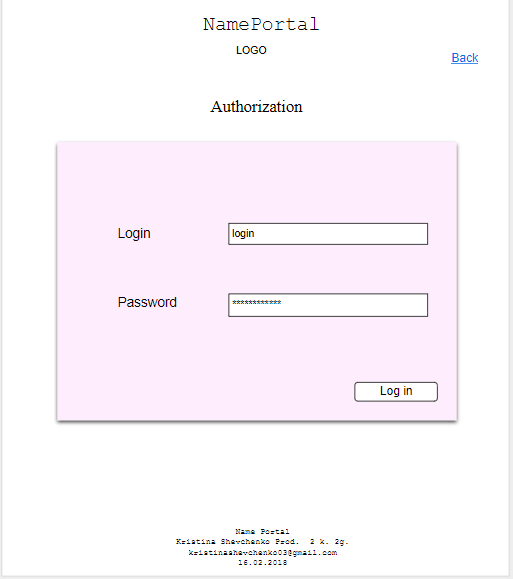 NamePortal
LOGO
Back
Authorization
Login
login
Password
************
Log in
Name Portal
Kristina Shevchenko Prod. 2 k. 2g.
kristinashevchenko03@gmail.com
16.02.2018